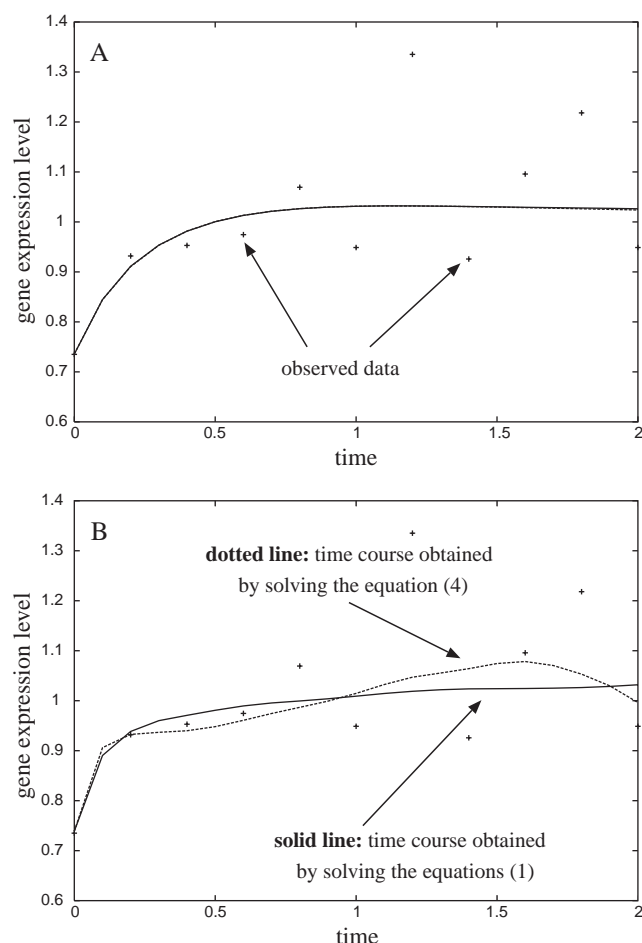 A
1.4
1.3
1.2
1.1
1
0.9
0.8
0.7
0.6
gene expression level
observed data
0
0.5
1
1.5
2
time
B
1.4
1.3
1.2
1.1
1
0.9
0.8
0.7
0.6
gene expression level
dotted line: time course obtained
by solving the equation (4)
solid line: time course obtained
by solving the equations (1)
0
0.5
1
1.5
2
time